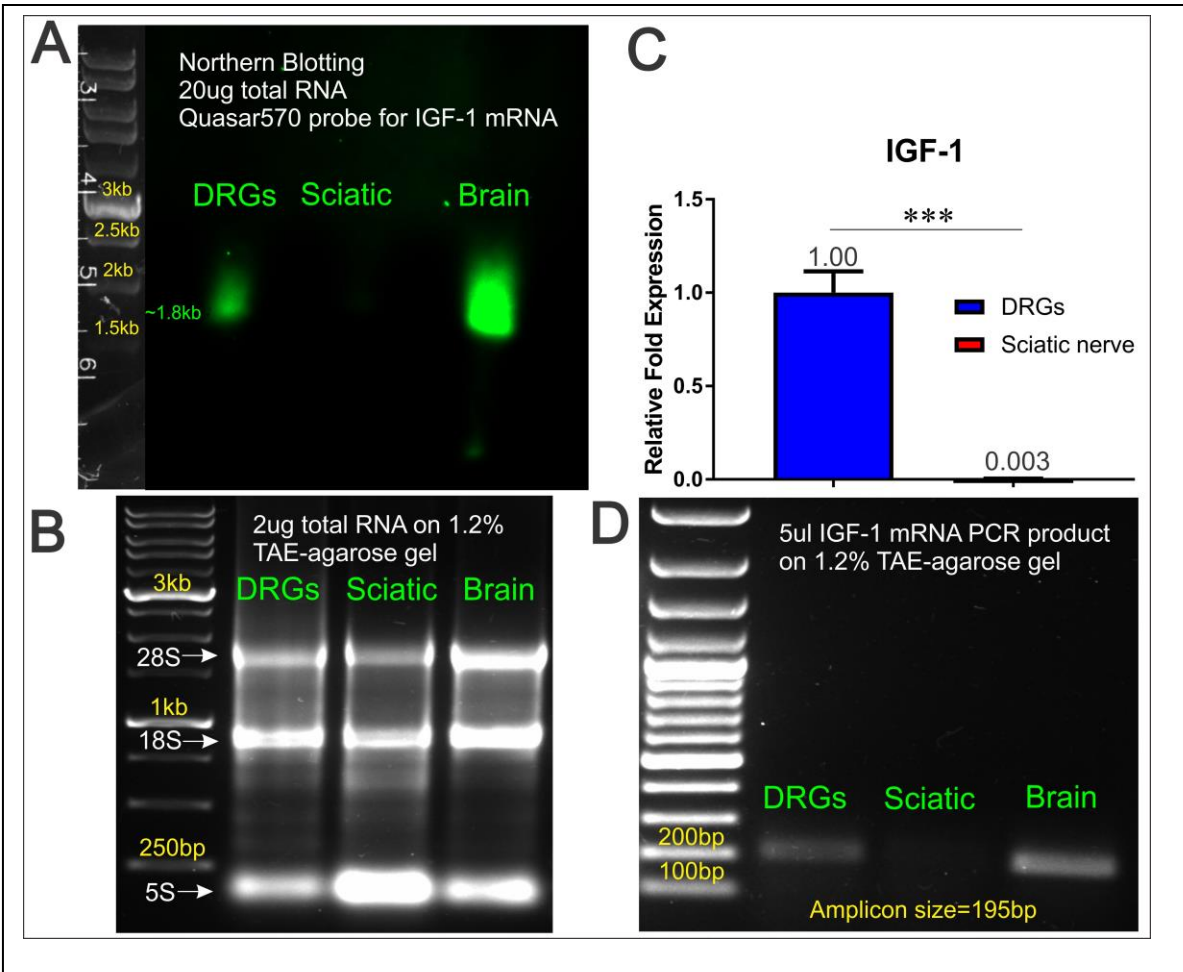 A
Northern Blotting
20ug total RNA
Quasar570 probe for IGF-1 mRNA
DRGs Sciatic Brain
3
4
5
6
7
3kb
2.5kb
2kb
~1.8kb
1.5kb
B
2ug total RNA on 1.2%
TAE-agarose gel
DRGs Sciatic Brain
3kb
28S
1kb
18S
250bp
5S
C
IGF-1
Relative Fold Expression
1.5
1.0
0.5
0.0
***
1.00
0.003
DRGs
Sciatic nerve
D
5ul IGF-1 mRNA PCR product
on 1.2% TAE-agarose gel
DRGs Sciatic Brain
200bp
100bp
Amplicon size=195bp